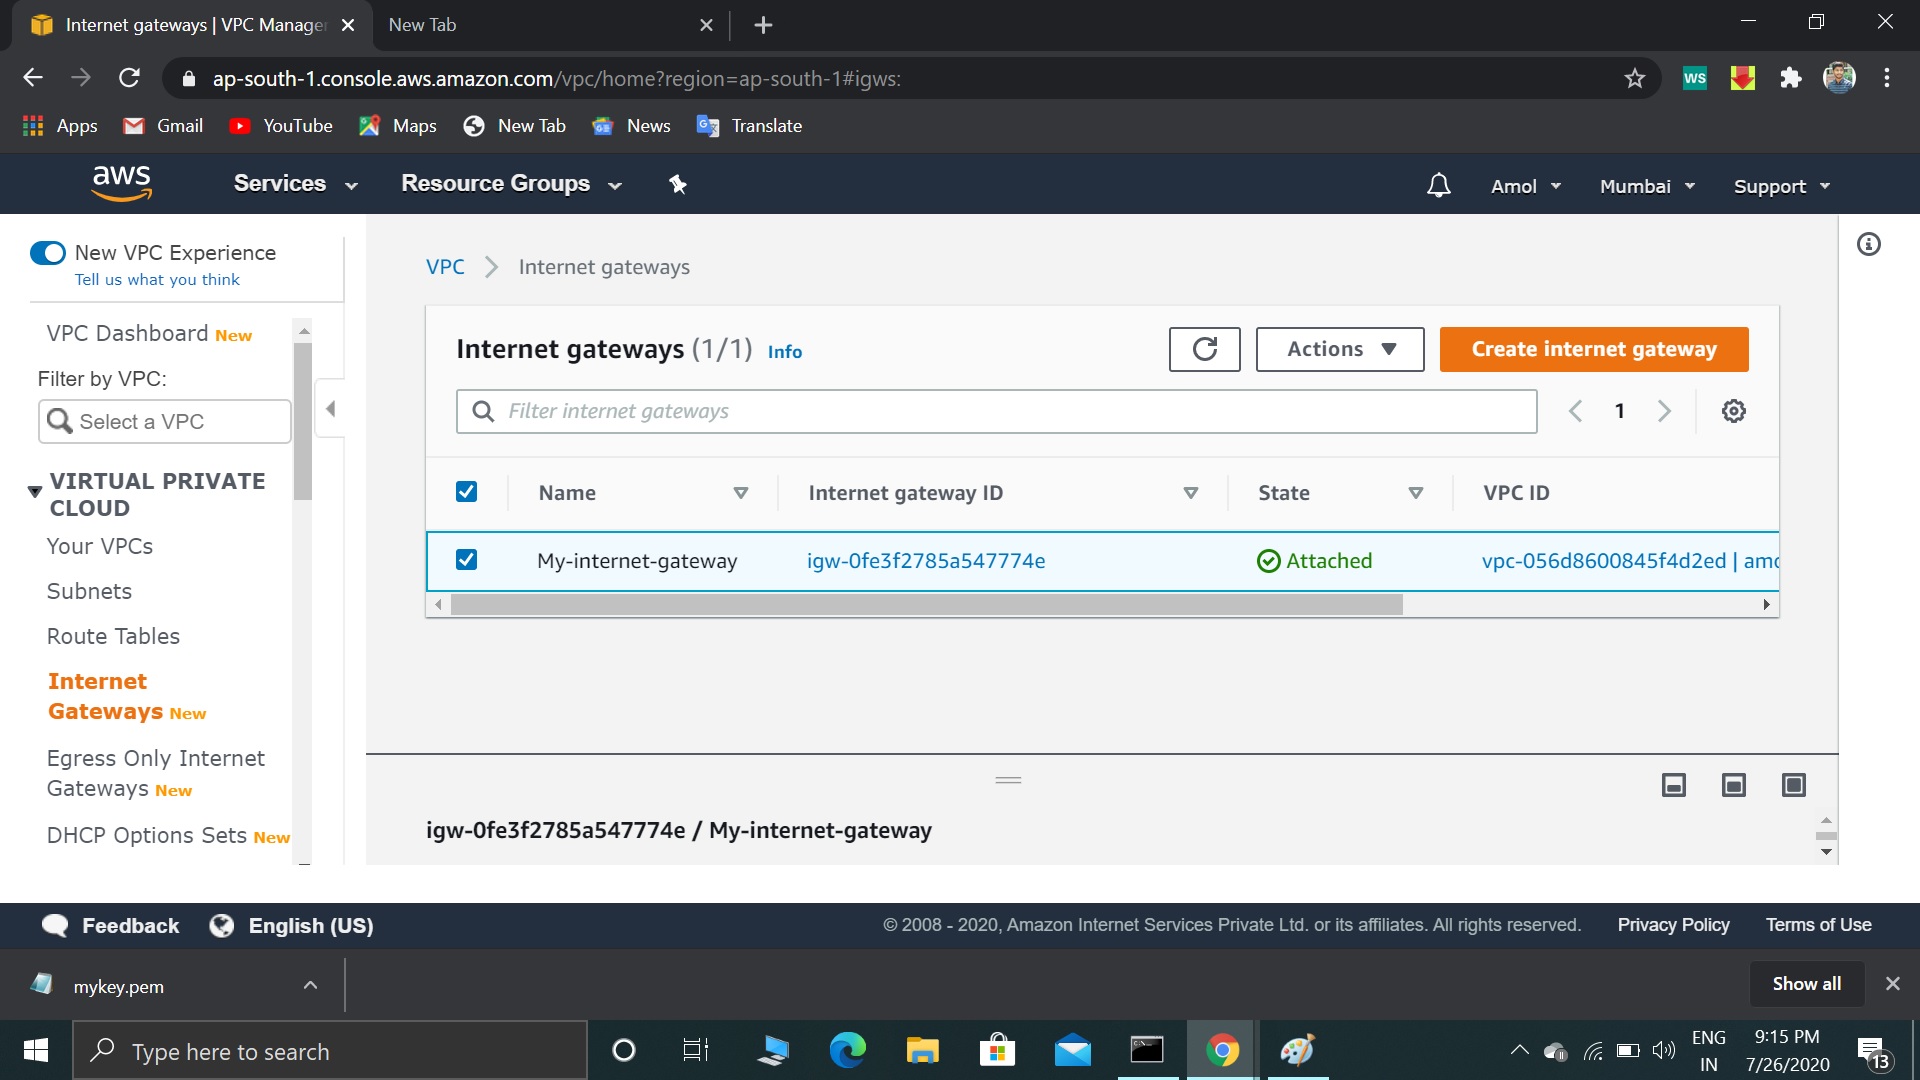 Internet gateways | VPC Manage
New Tab
ap-south-1.console.aws.amazon.com/vpc/home?region=ap-south-1#igws:
WS
Apps
Gmail
YouTube
Maps
New Tab
News
Translate
aws
Services
Resource Groups
Amol
Mumbai
Support
New VPC Experience
Tell us what you think
VPC Dashboard New
Filter by VPC:
Select a VPC
VIRTUAL PRIVATE
CLOUD
Your VPCs
Subnets
Route Tables
Internet
Gateways New
Egress Only Internet
Gateways New
DHCP Options Sets New
VPC
Internet gateways
Internet gateways (1/1) Info
Actions
Create internet gateway
Filter internet gateways
1
Name
Internet gateway ID
State
VPC ID
My-internet-gateway
igw-0fe3f2785a547774e
Attached
vpc-056d8600845f4d2ed | amo
igw-0fe3f2785a547774e / My-internet-gateway
Feedback
English (US)
© 2008 - 2020, Amazon Internet Services Private Ltd. or its affiliates. All rights reserved.
Privacy Policy
Terms of Use
mykey.pem
Show all
Type here to search
ENG
IN
9:15 PM
7/26/2020
13